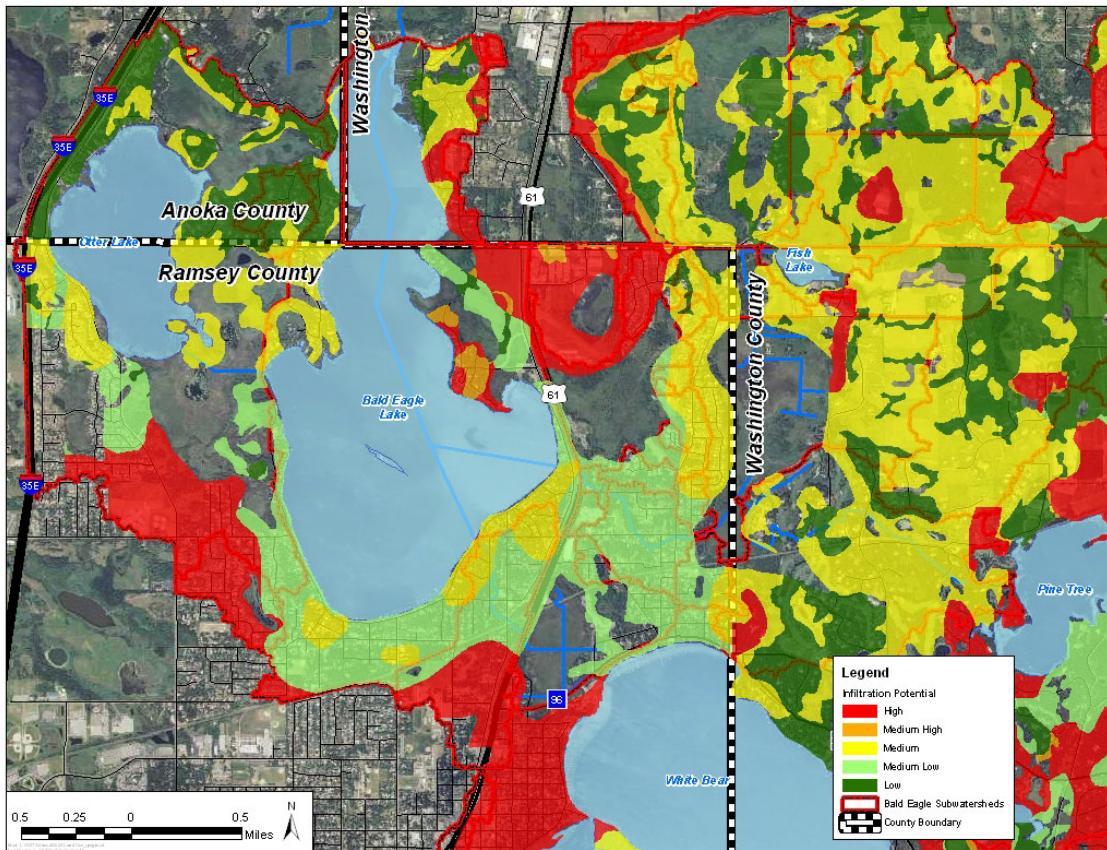 Washington
35E
35E
61
Anoka County
Otter Lake
Ramsey County
35E
Fish
Lake
Washington County
Bald Eagle
Lake
61
35E
Pine Tree
96
White Bear
Legend
Infiltration Potential
High
Medium High
Medium
Medium Low
Low
Bald Eagle Subwatersheds
County Boundary
0.5 0.25 0 0.5
Miles
N